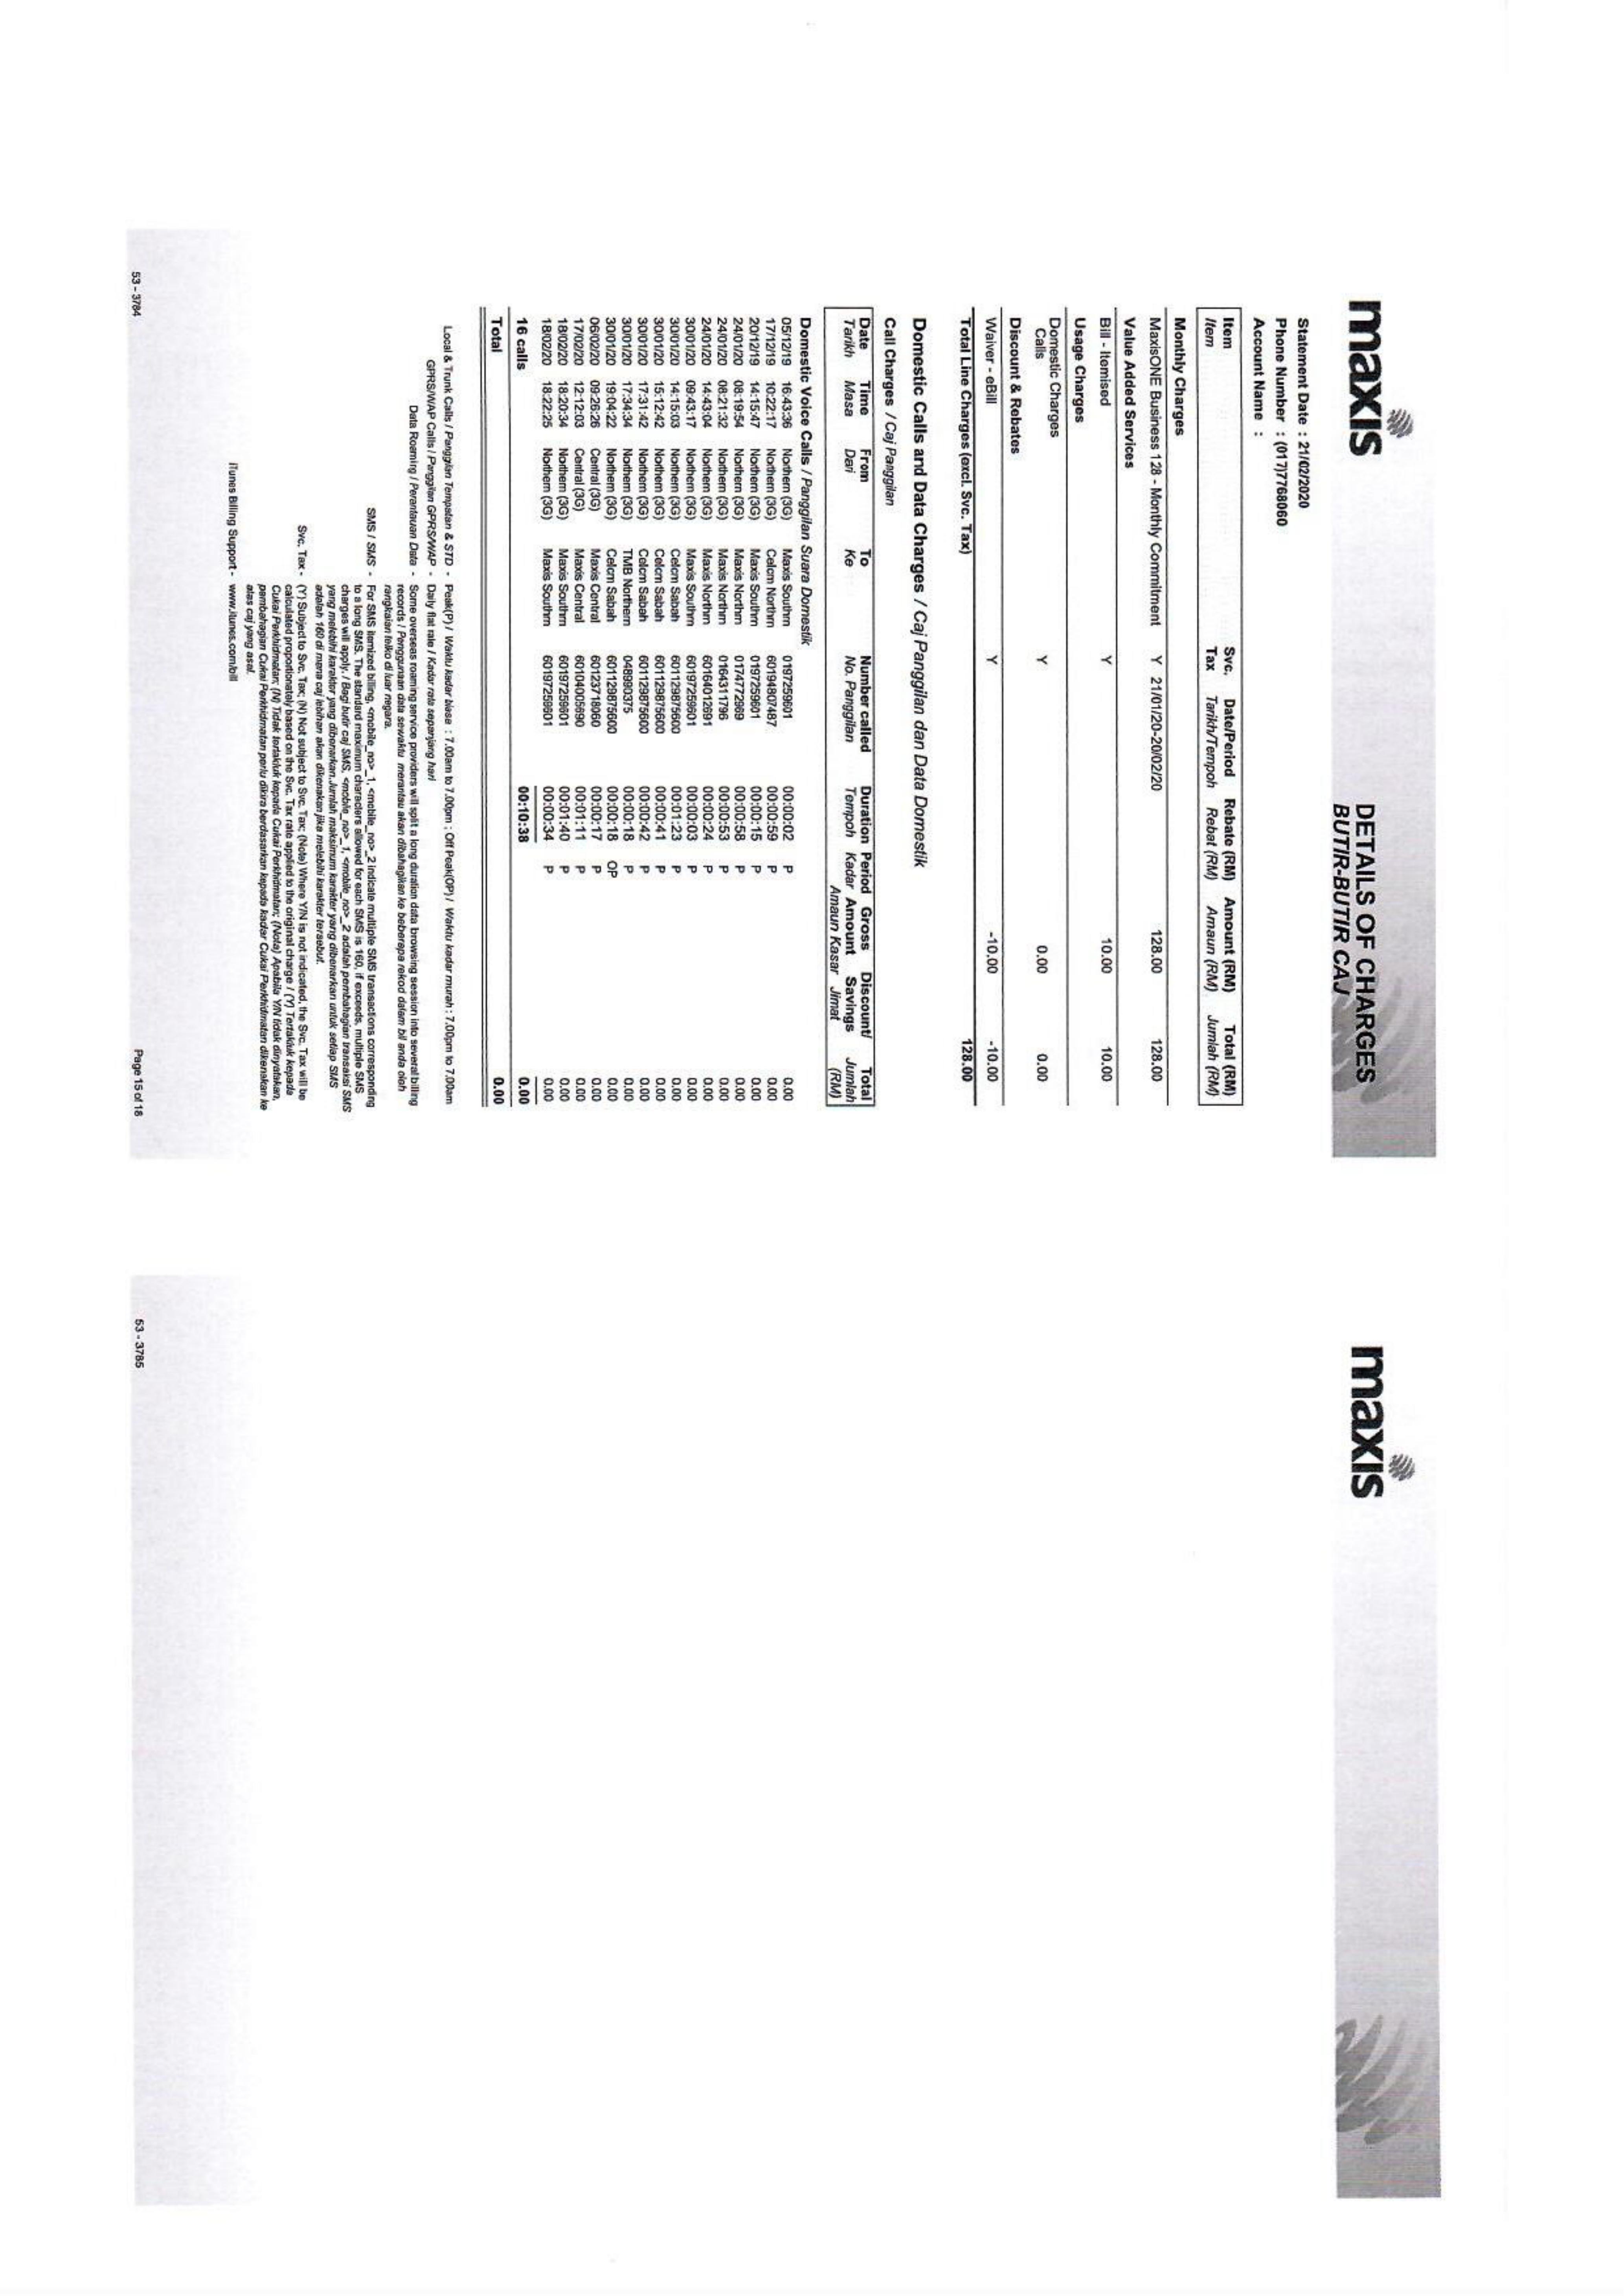 maxis
DETAILS OF CHARGES
BUTIR-BUTIR CAJ
Statement Date : 21/02/2020
Phone Number : (017)7768060
Account Name :
Item Svc. Date/Period Rebate (RM) Amount (RM) Total (RM)
Item Tax Tarikh/Tempoh Rebat (RM) Amaun (RM) Jumlah (RM)
Monthly Charges
MaxisONE Business 128 - Monthly Commitment Y 21/01/20-20/02/20 128.00 128.00
Value Added Services
Bill - Itemised Y 10.00 10.00
Usage Charges
Domestic Charges
Calls Y 0.00 0.00
Discount & Rebates
Waiver - eBill Y -10.00 -10.00
Total Line Charges (excl. Svc. Tax) 128.00
Domestic Calls and Data Charges / Caj Panggilan dan Data Domestik
Call Charges / Caj Panggilan
Date Time From To Number called Duration Period Gross Discount/ Total
Tarikh Masa Dari Ke No. Panggilan Tempoh Kadar Amount Savings Jumlah
Amaun Kasar Jimat (RM)
Domestic Voice Calls / Panggilan Suara Domestik
05/12/19 16:43:36 Northern (3G) Maxis Southrn 0197259601 00:00:02 P 0.00
17/12/19 10:22:17 Northern (3G) Celcm Northrn 60194807487 00:00:59 P 0.00
20/12/19 14:15:47 Northern (3G) Maxis Southrn 0197259601 00:00:15 P 0.00
24/01/20 08:19:54 Northern (3G) Maxis Northrn 0174772969 00:00:58 P 0.00
24/01/20 08:21:32 Northern (3G) Maxis Northrn 0164311796 00:00:53 P 0.00
24/01/20 14:43:04 Northern (3G) Maxis Northrn 60164012691 00:00:24 P 0.00
30/01/20 09:43:17 Northern (3G) Maxis Southrn 60197259601 00:00:03 P 0.00
30/01/20 14:15:03 Northern (3G) Celcm Sabah 601129875600 00:01:23 P 0.00
30/01/20 15:12:42 Northern (3G) Celcm Sabah 601129875600 00:00:41 P 0.00
30/01/20 17:31:42 Northern (3G) Celcm Sabah 601129875600 00:00:42 P 0.00
30/01/20 17:34:34 Northern (3G) TMB Northern 048990375 00:00:18 P 0.00
30/01/20 19:04:22 Northern (3G) Celcm Sabah 601129875600 00:00:18 OP 0.00
06/02/20 09:26:26 Central (3G) Maxis Central 60123718060 00:00:17 P 0.00
17/02/20 12:12:03 Central (3G) Maxis Central 60104005690 00:01:11 P 0.00
18/02/20 18:20:34 Northern (3G) Maxis Southrn 60197259601 00:01:40 P 0.00
18/02/20 18:22:25 Northern (3G) Maxis Southrn 60197259601 00:00:34 P 0.00
16 calls 00:10:38 0.00
Total 0.00
Local & Trunk Calls / Panggilan Tempatan & STD - Peak(P) / Waktu kadar biasa : 7.00am to 7.00pm ; Off Peak(OP) / Waktu kadar murah : 7.00pm to 7.00am
GPRS/WAP Calls / Panggilan GPRS/WAP - Daily flat rate / Kadar rata sepanjang hari
Data Roaming / Perantauan Data - Some overseas roaming service providers will split a long duration data browsing session into several billing
records / Penggunaan data sewaktu merantau akan dibahagikan ke beberapa rekod dalam bil anda oleh
rangkaian telko di luar negara.
SMS / SMS - For SMS itemized billing, <mobile_no>_1, <mobile_no>_2 indicate multiple SMS transactions corresponding
to a long SMS. The standard maximum characters allowed for each SMS is 160, if exceeds, multiple SMS
charges will apply. / Bagi butir caj SMS, <mobile_no>_1, <mobile_no>_2 adalah pembahagian transaksi SMS
yang melebihi karakter yang dibenarkan. Jumlah maksimum karakter yang dibenarkan untuk setiap SMS
adalah 160 di mana caj lebihan akan dikenakan jika melebihi karakter tersebut.
Svc. Tax - (Y) Subject to Svc. Tax; (N) Not subject to Svc. Tax; (Note) Where Y/N is not indicated, the Svc. Tax will be
calculated proportionately based on the Svc. Tax rate applied to the original charge / (Y) Tertakluk kepada
Cukai Perkhidmatan; (N) Tidak tertakluk kepada Cukai Perkhidmatan; (Nota) Apabila Y/N tidak dinyatakan,
pembahagian Cukai Perkhidmatan perlu dikira berdasarkan kepada kadar Cukai Perkhidmatan dikenakan ke
atas caj yang asal.
iTunes Billing Support - www.itunes.com/bill
53 - 3784 Page 15 of 18
maxis
53 - 3785